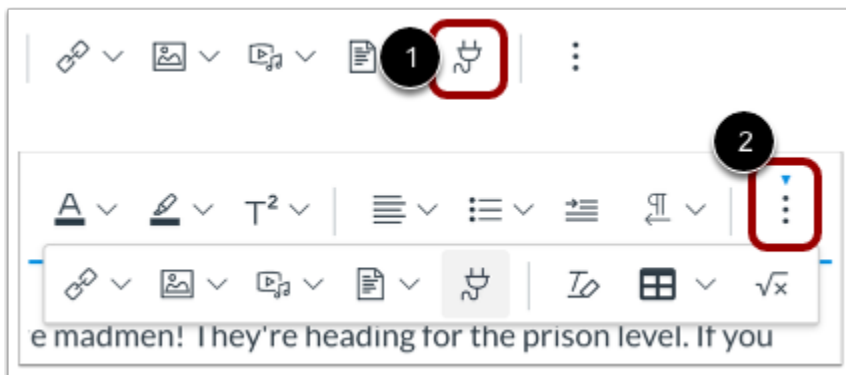 1
2
A T²
¶
T √x
e madmen! They're heading for the prison level. If you